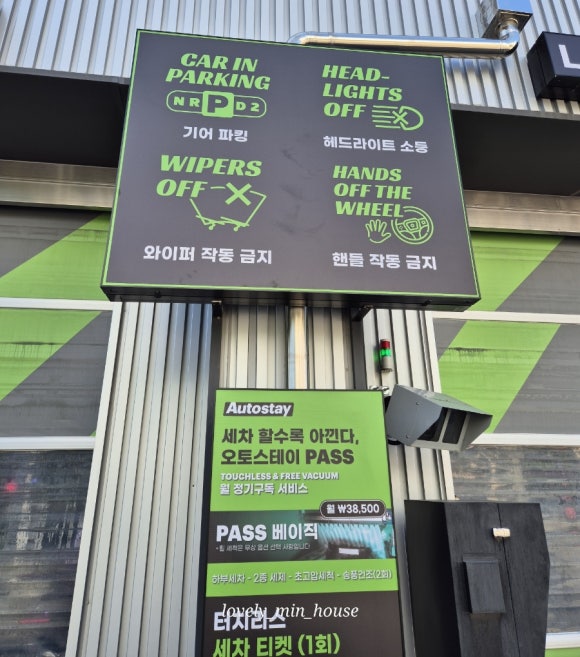 CAR IN
PARKING
N R P D 2
기어 파킹
HEAD-
LIGHTS
OFF
헤드라이트 소등
WIPERS
OFF
와이퍼 작동 금지
HANDS
OFF THE
WHEEL
핸들 작동 금지
L
Autostay
세차 할수록 아낀다,
오토스테이 PASS
TOUCHLESS & FREE VACUUM
월 정기구독 서비스
월 ₩38,500
PASS 베이직
하부세차 - 2종 세제 - 초고압세척 - 송풍건조(2회)
lovely_min_house
터치리스
세차 티켓 (1회)